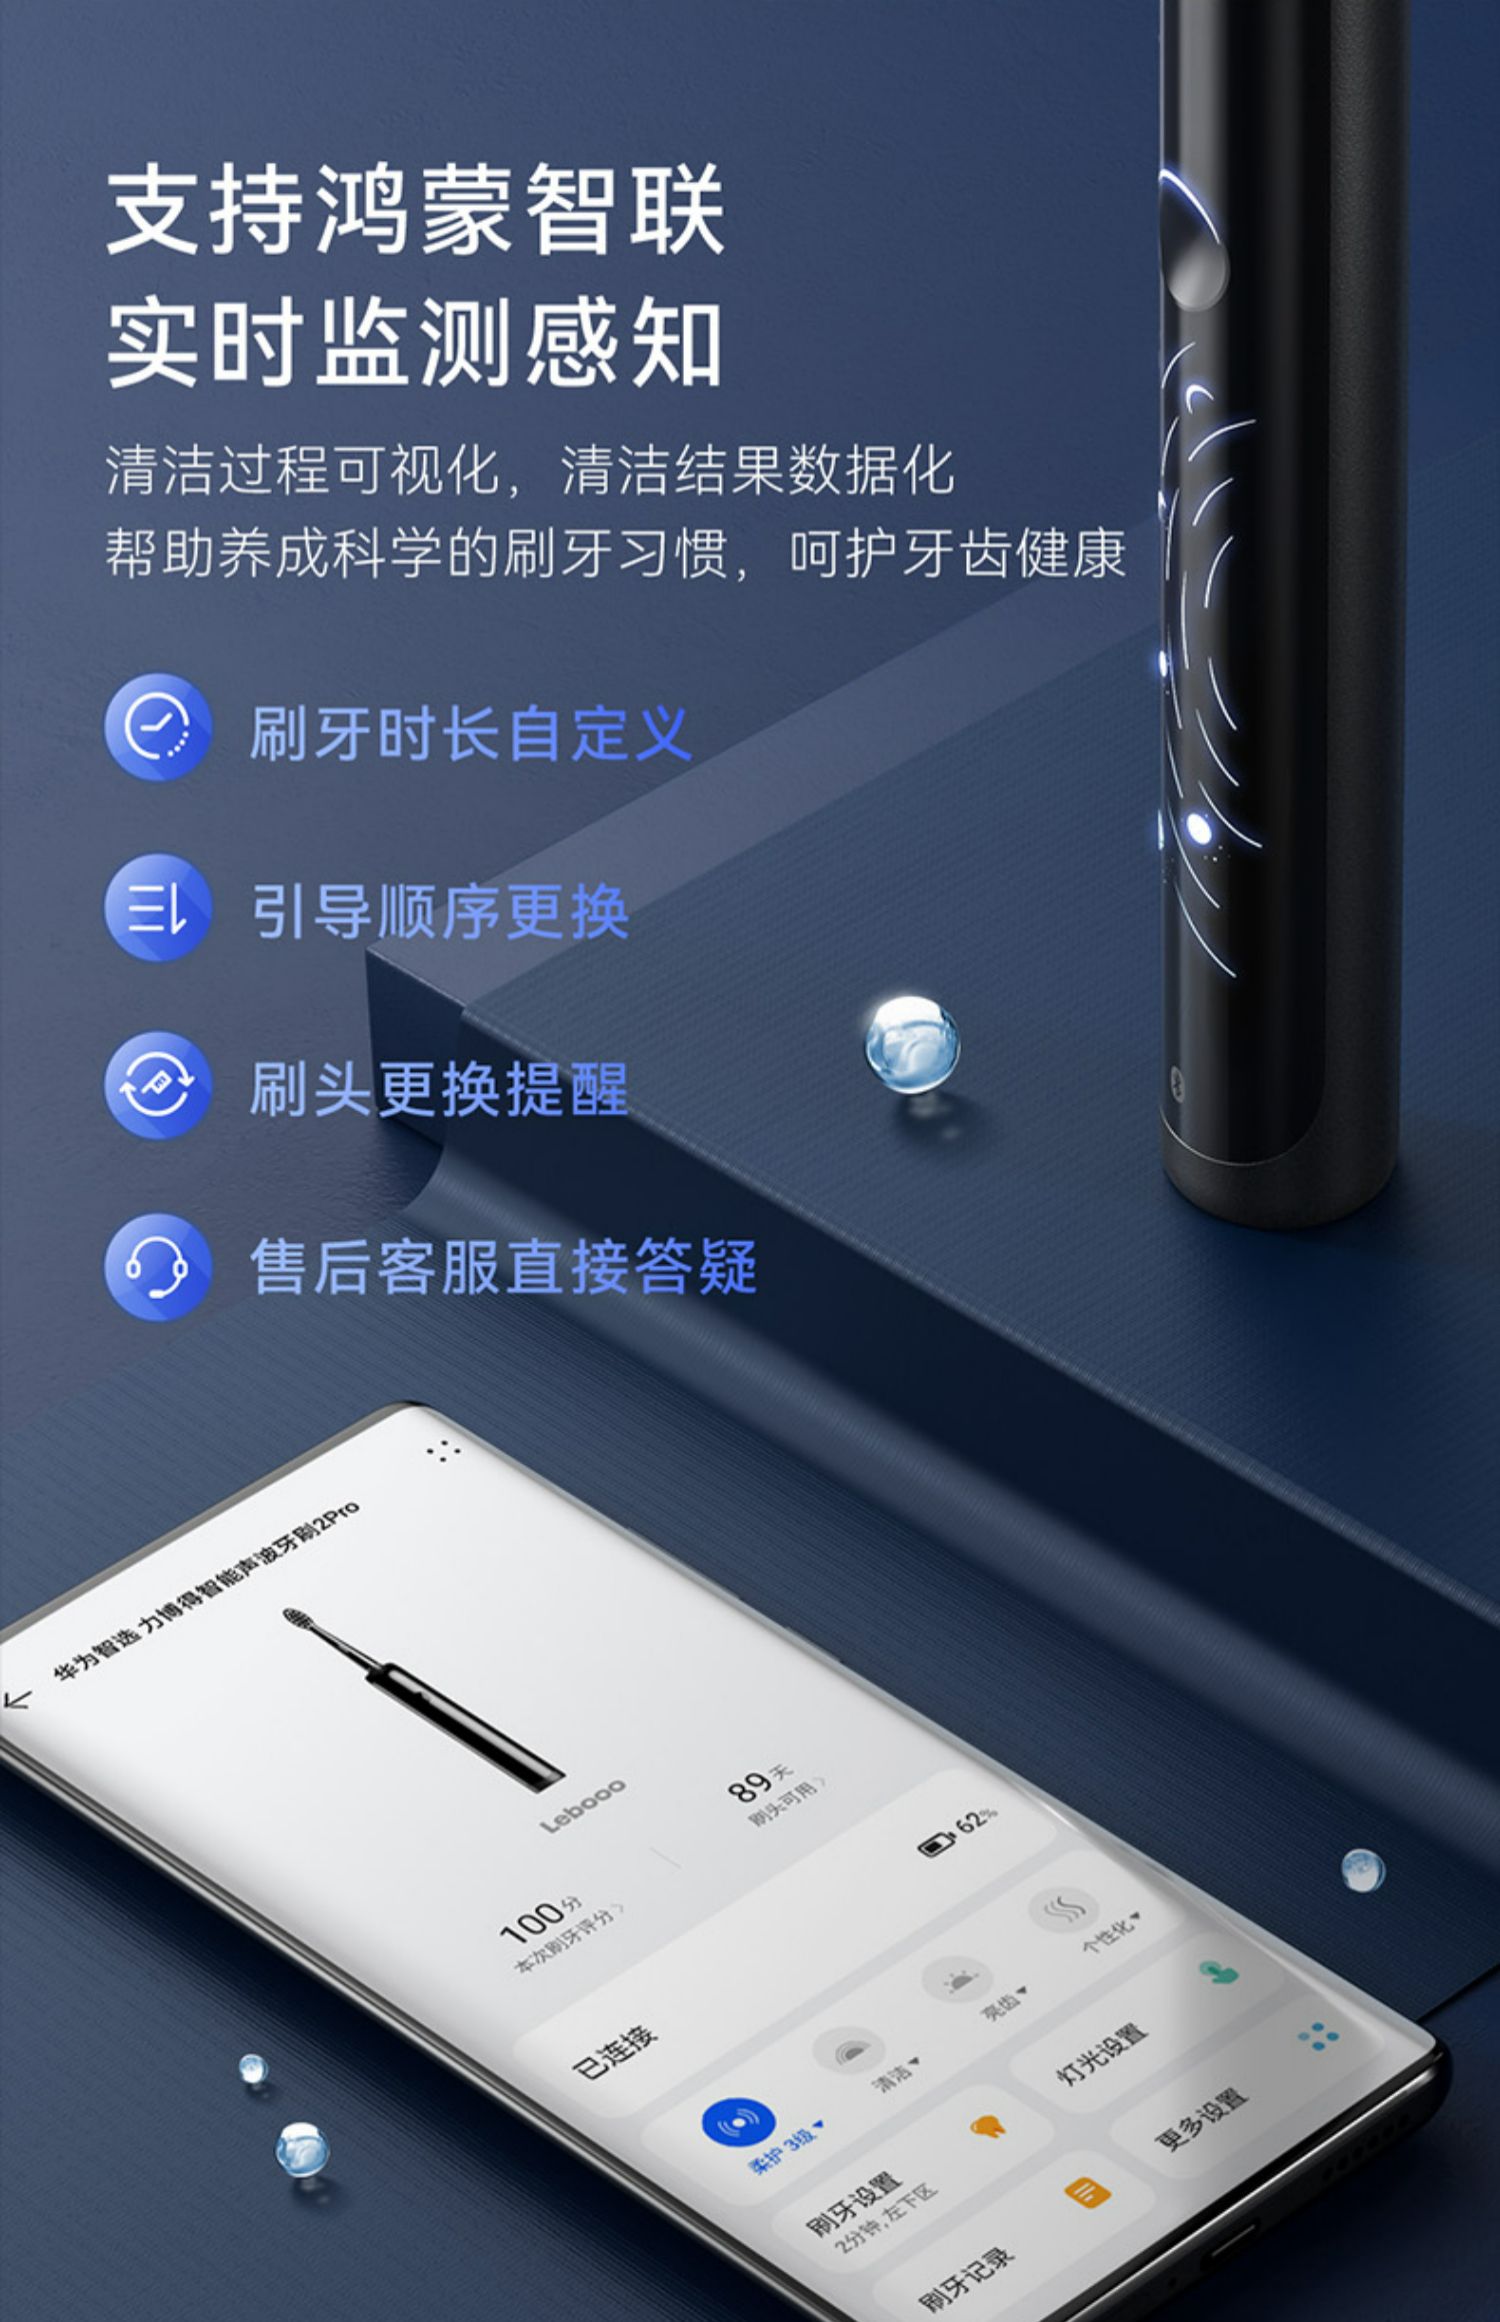 支持鸿蒙智联
实时监测感知
清洁过程可视化，清洁结果数据化
帮助养成科学的刷牙习惯，呵护牙齿健康
刷牙时长自定义
引导顺序更换
刷头更换提醒
售后客服直接答疑
华为智选 力博得智能声波牙刷2Pro
Lebooo
100分
本次刷牙评分
89天
刷头可用
已连接
62%
柔护 3级
清洁
亮齿
个性化
刷牙设置
2分钟,左下区
灯光设置
刷牙记录
更多设置